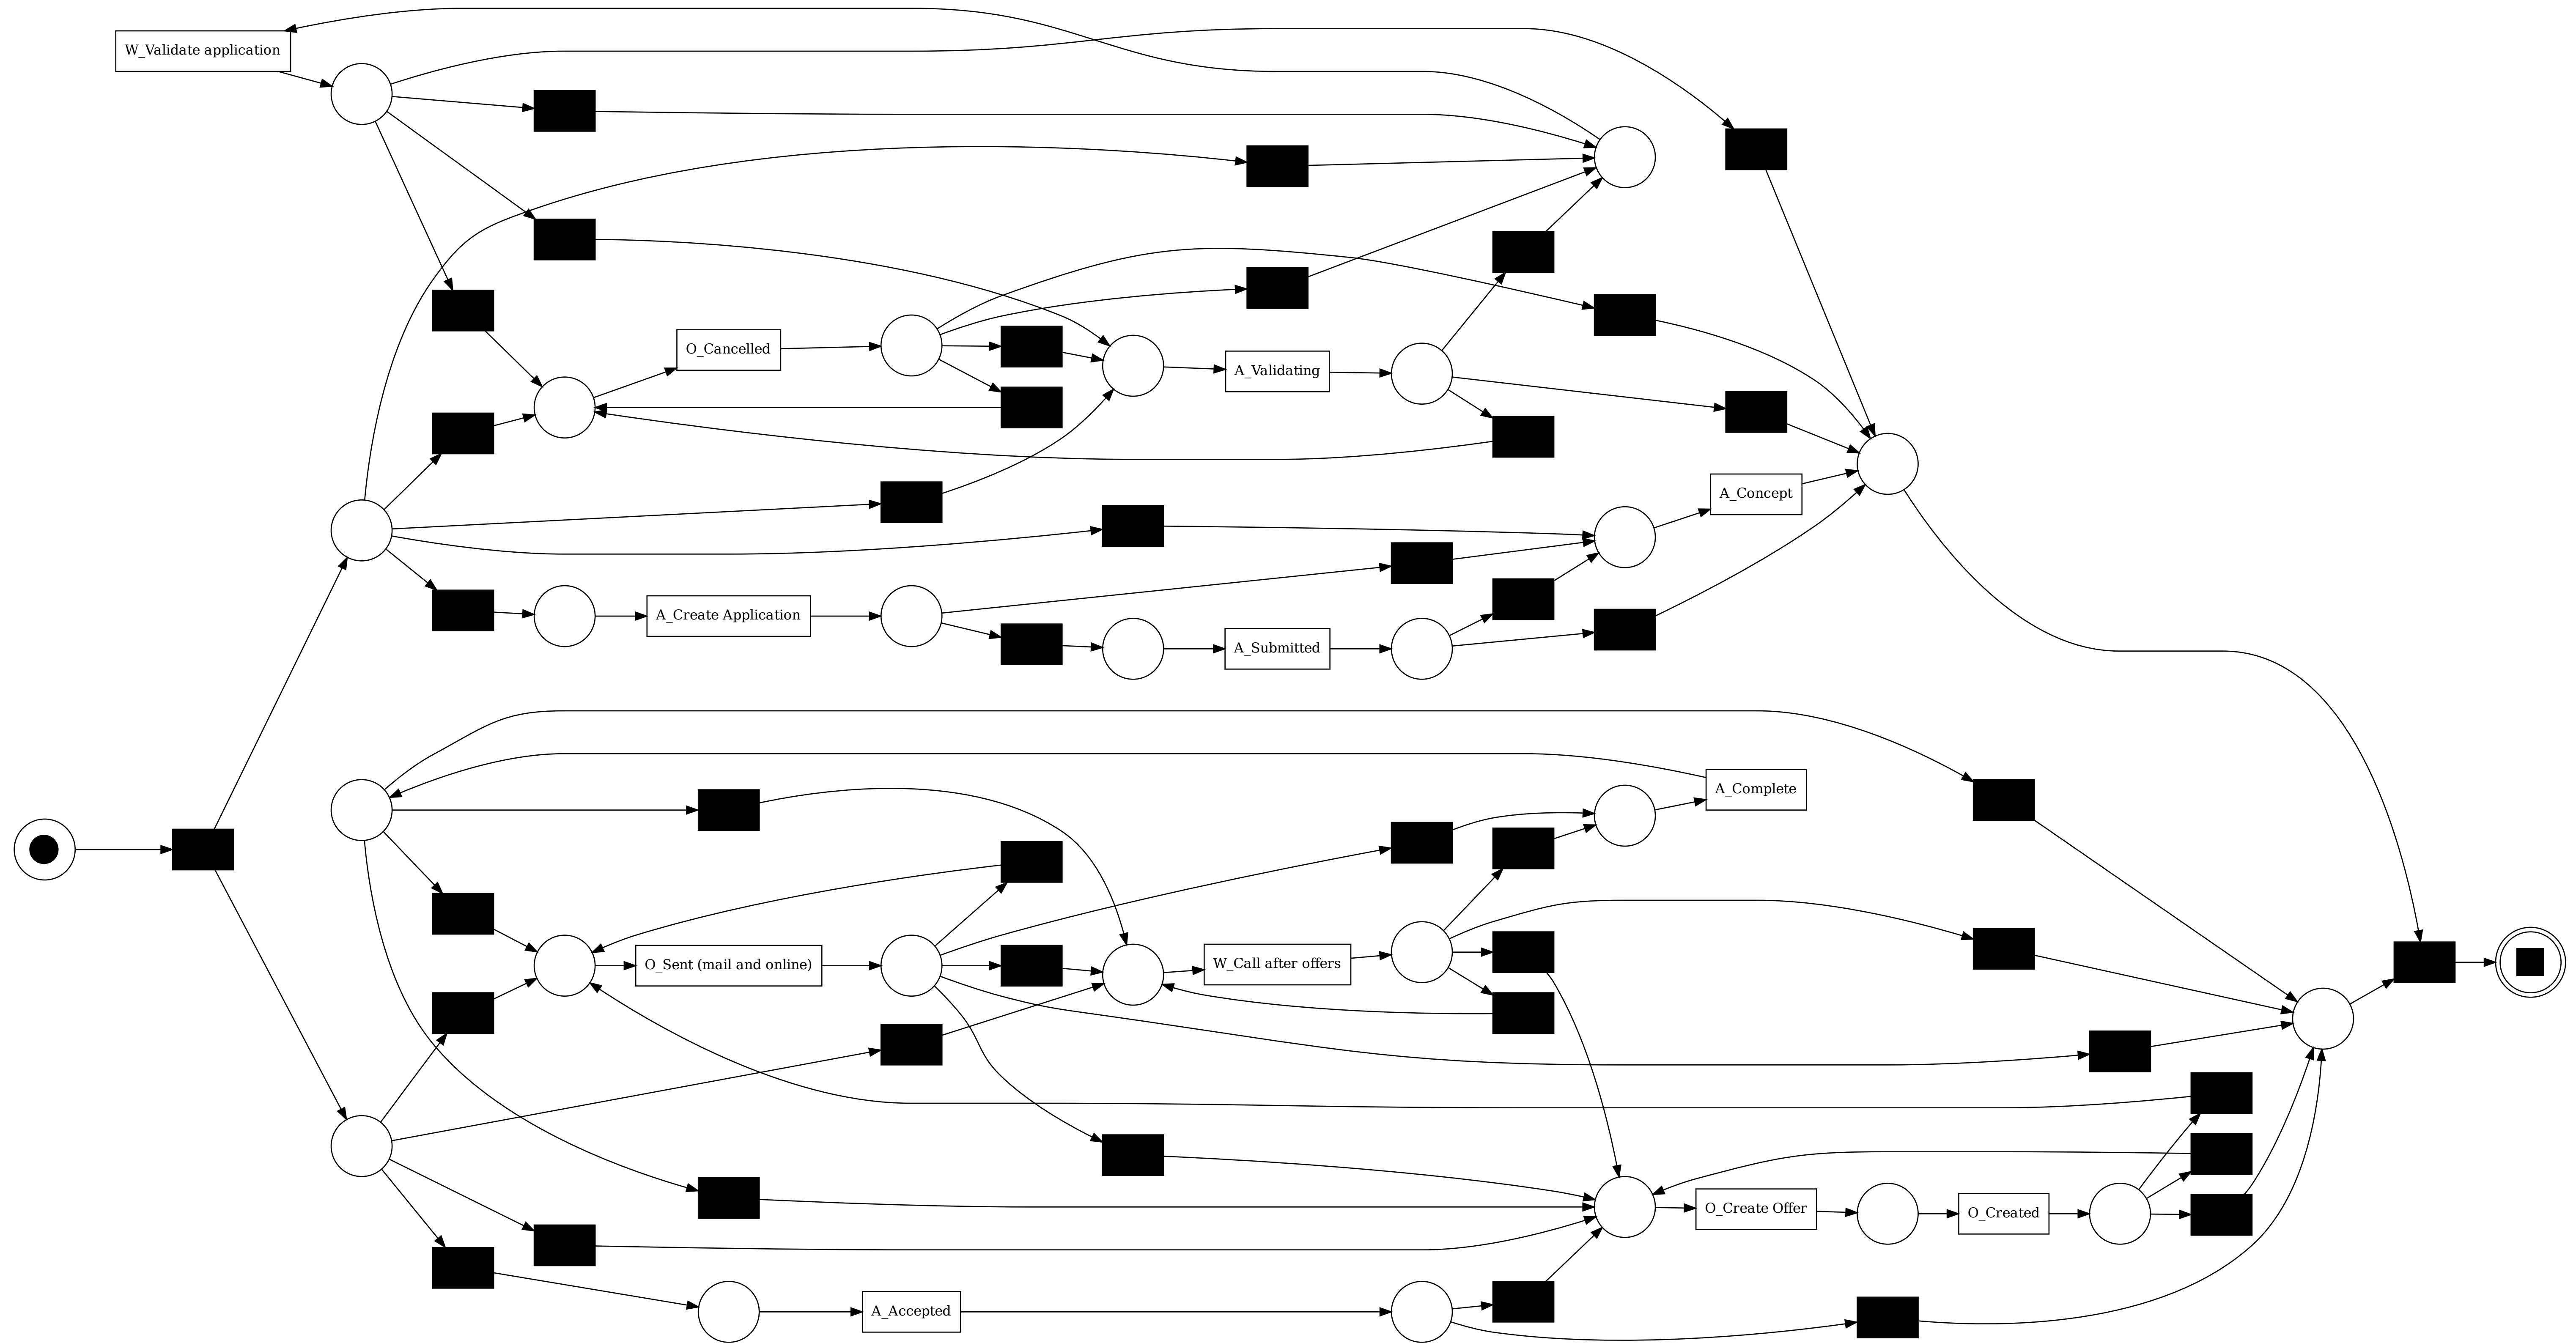 W_Validate application
O_Cancelled
A_Validating
A_Concept
A_Create Application
A_Submitted
A_Complete
O_Sent (mail and online)
W_Call after offers
O_Create Offer
O_Created
A_Accepted